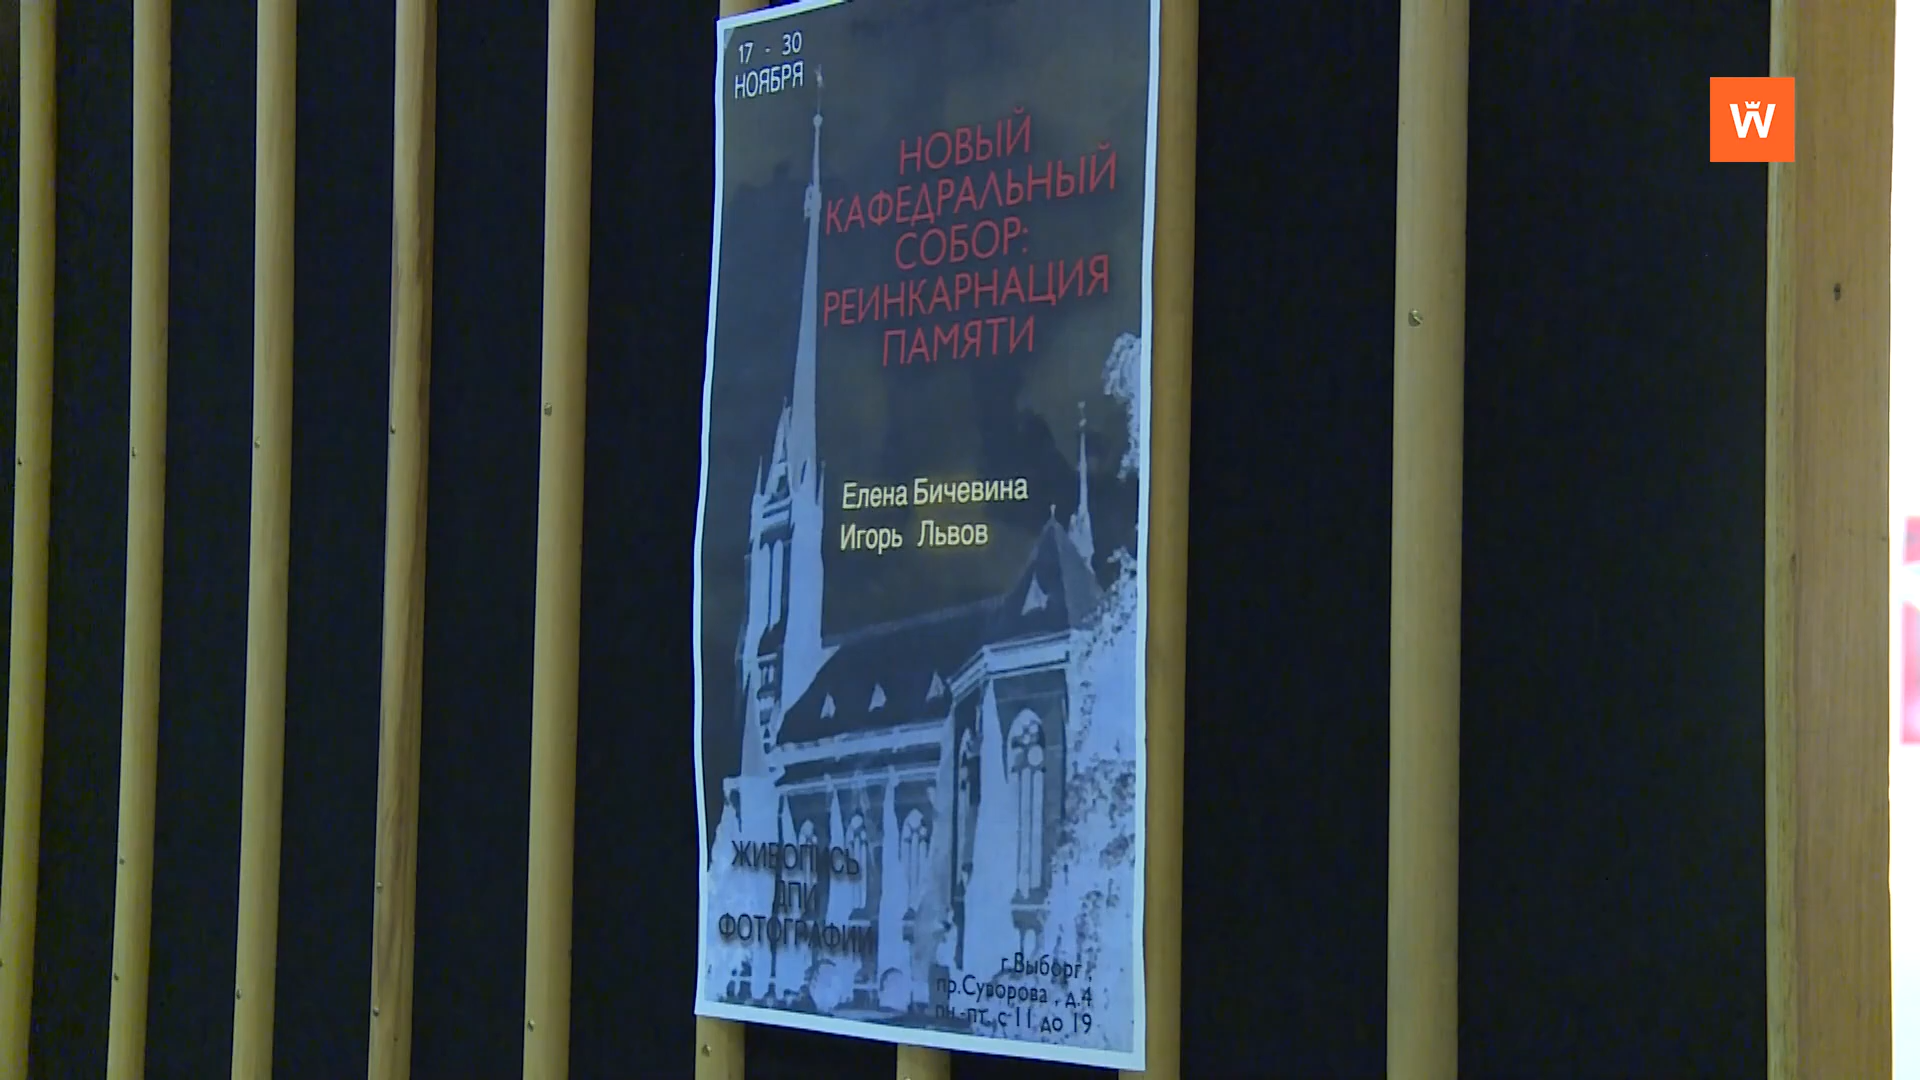 17 - 30
НОЯБРЯ
НОВЫЙ
КАФЕДРАЛЬНЫЙ
СОБОР:
РЕИНКАРНАЦИЯ
ПАМЯТИ
Елена Бичевина
Игорь Львов
ЖИВОПИСЬ
ДПИ
ФОТОГРАФИИ
г.Выборг,
пр.Суворова, д.4
пн.-пт. с 11 до 19
W